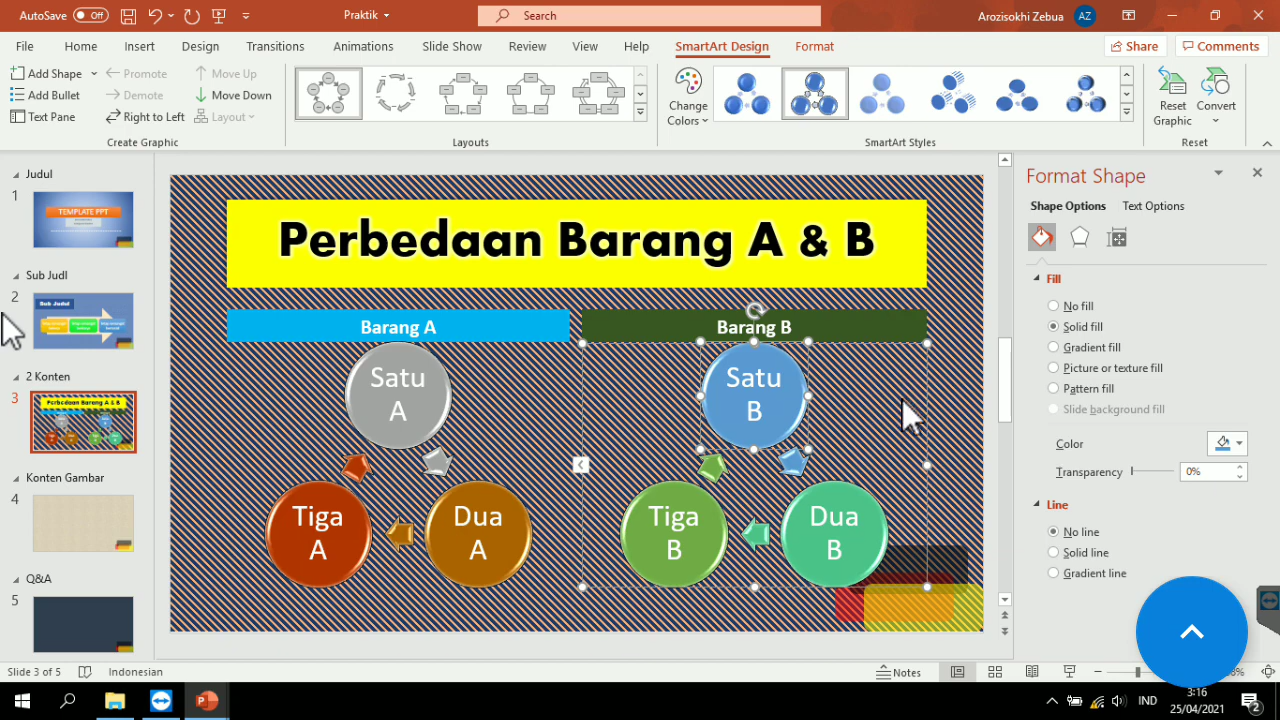 AutoSave Off Praktik Search Arozisokhi Zebua AZ
File Home Insert Design Transitions Animations Slide Show Review View Help SmartArt Design Format Share Comments
Add Shape Promote Move Up
Add Bullet Demote Move Down
Text Pane Right to Left Layout
Create Graphic
Layouts
Change
Colors
SmartArt Styles
Reset
Graphic
Convert
Reset
Judul
1
TEMPLATE PPT
Sub Judl
2
Sub Judul
2 Konten
3
Perbedaan Barang A & B
Konten Gambar
4
Q&A
5
Perbedaan Barang A & B
Barang A
Barang B
Satu
A
Tiga
A
Dua
A
Satu
B
Tiga
B
Dua
B
Format Shape
Shape Options Text Options
Fill
No fill
Solid fill
Gradient fill
Picture or texture fill
Pattern fill
Slide background fill
Color
Transparency 0%
Line
No line
Solid line
Gradient line
Slide 3 of 5 Indonesian Notes
IND
3:16
25/04/2021
2